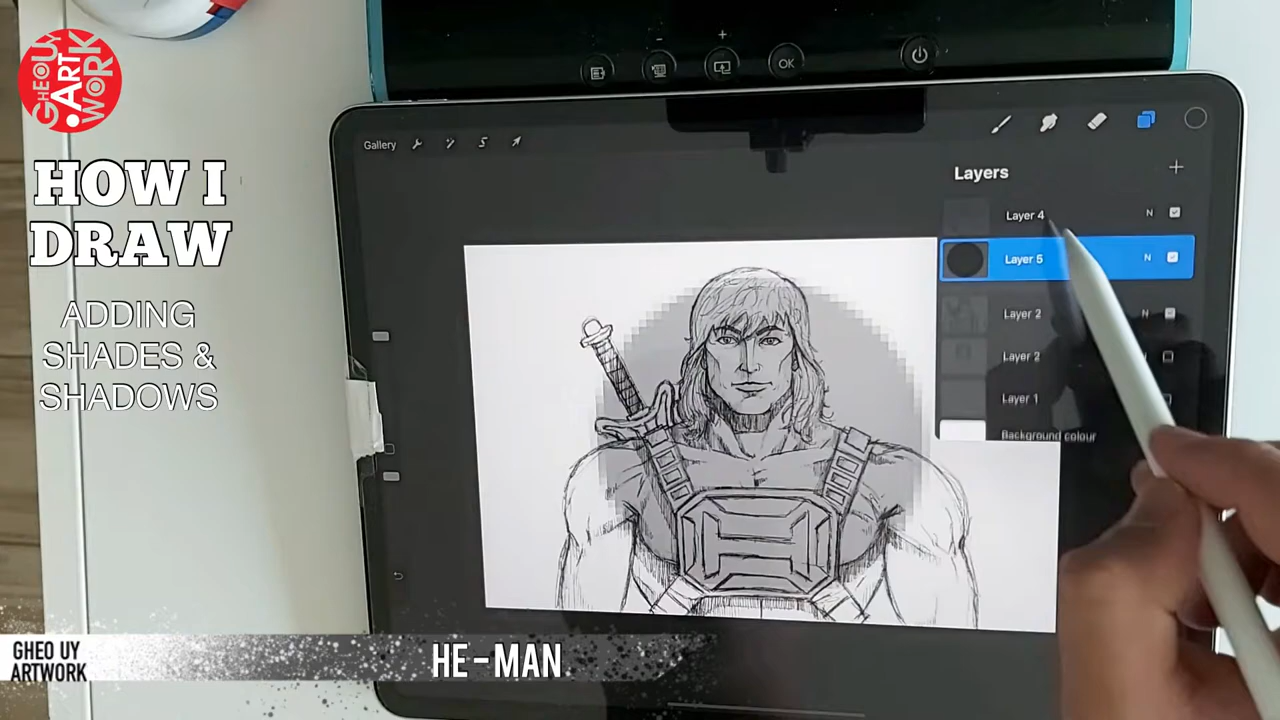 GHEOUY
.ART
WORK
HOW I
DRAW
ADDING
SHADES &
SHADOWS
OK
Gallery
Layers
Layer 4
N
Layer 5
N
Layer 2
N
Layer 2
Layer 1
Background colour
GHEO UY
ARTWORK
HE-MAN